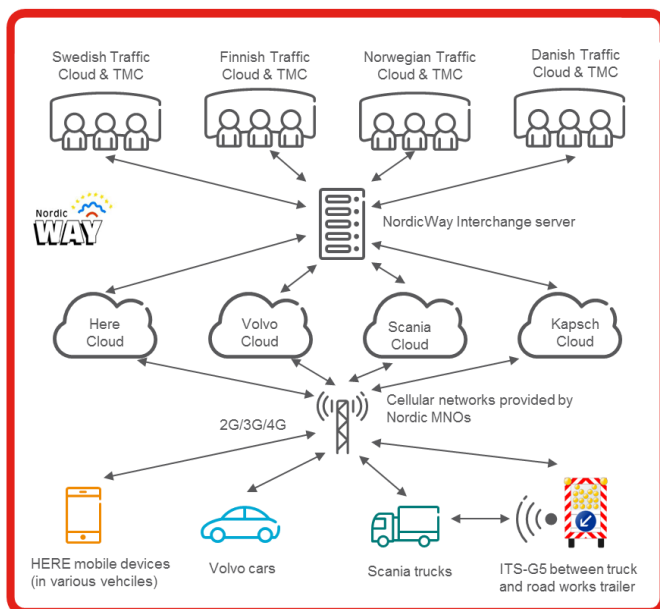 Swedish Traffic
Cloud & TMC
Finnish Traffic
Cloud & TMC
Norwegian Traffic
Cloud & TMC
Danish Traffic
Cloud & TMC
Nordic
WAY
NordicWay Interchange server
Here
Cloud
Volvo
Cloud
Scania
Cloud
Kapsch
Cloud
2G/3G/4G
Cellular networks provided by
Nordic MNOs
HERE mobile devices
(in various vehciles)
Volvo cars
Scania trucks
ITS-G5 between truck
and road works trailer